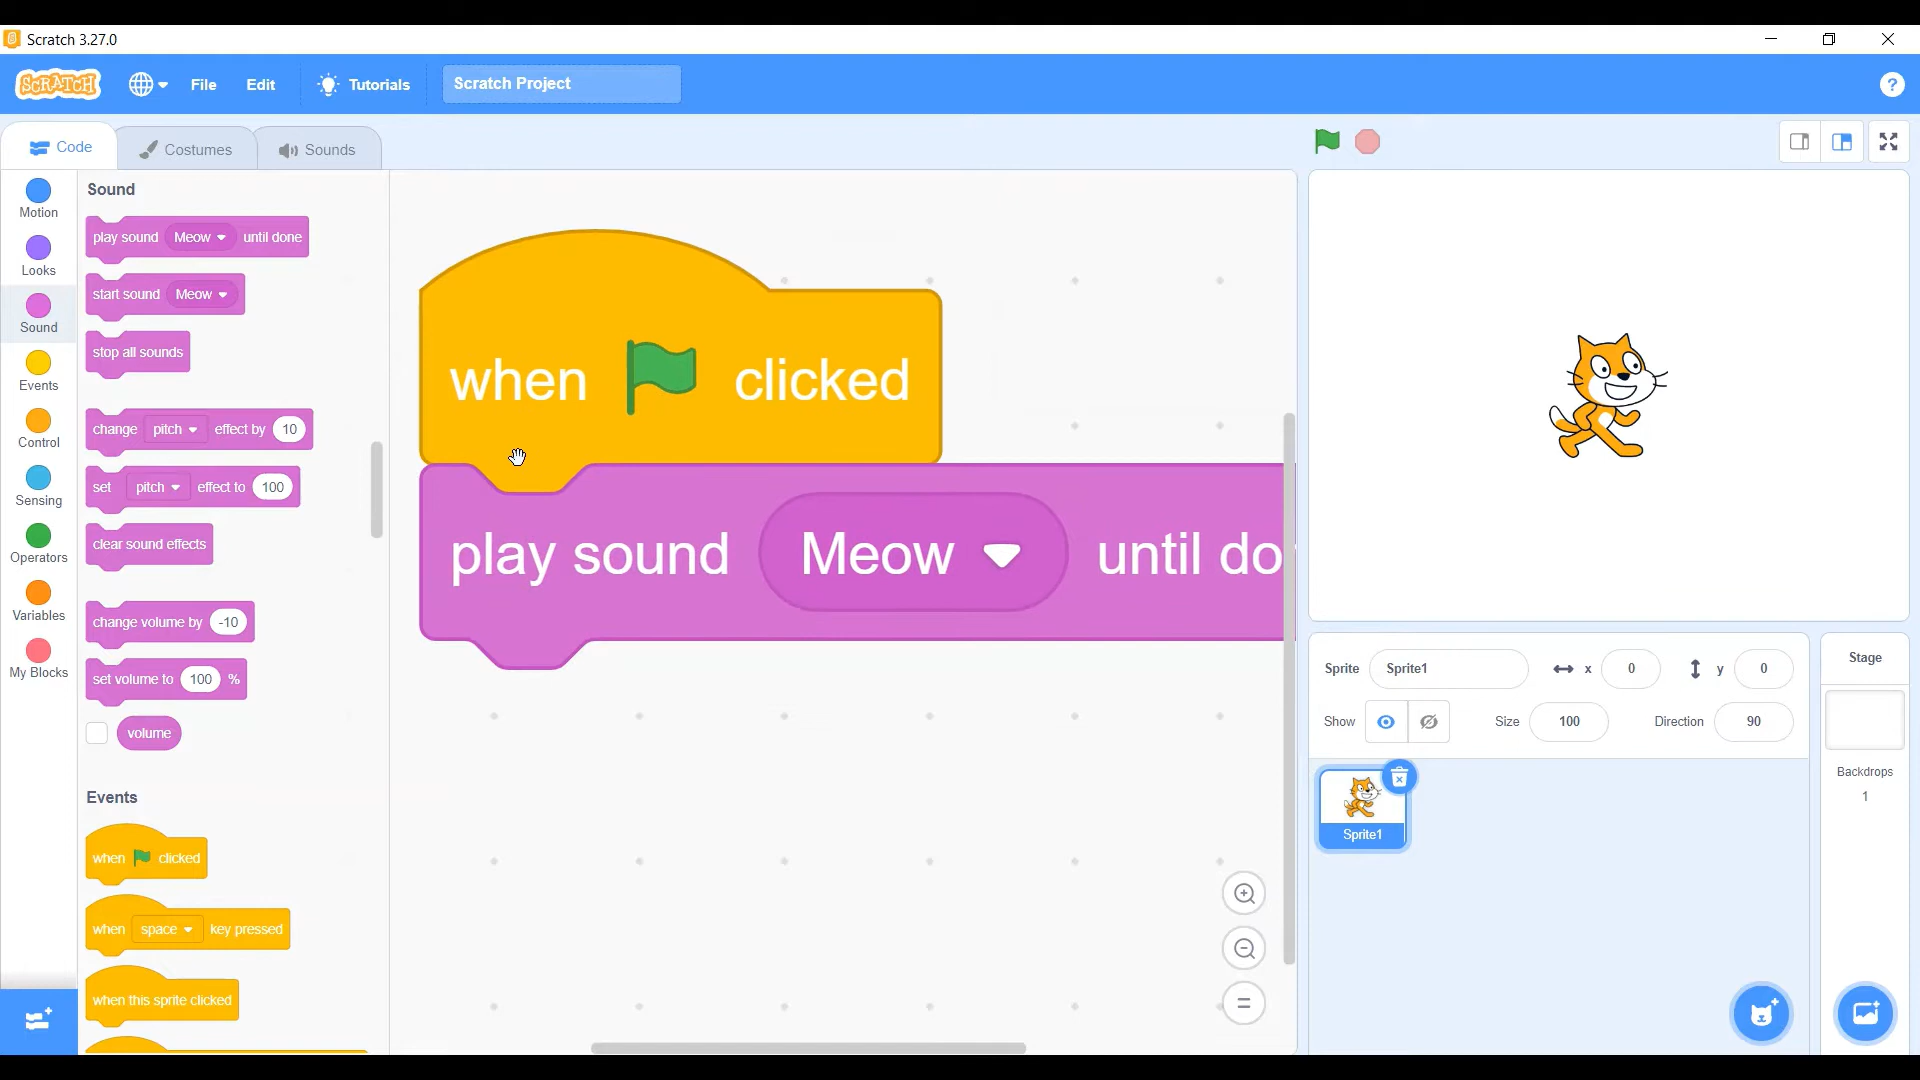 Scratch 3.27.0
SCRATCH File Edit Tutorials Scratch Project ?
Code Costumes Sounds
Motion
Looks
Sound
Events
Control
Sensing
Operators
Variables
My Blocks
Sound
play sound Meow until done
start sound Meow
stop all sounds
change pitch effect by 10
set pitch effect to 100
clear sound effects
change volume by -10
set volume to 100 %
volume
Events
when clicked
when space key pressed
when this sprite clicked
when clicked
play sound Meow until do
Sprite Sprite1 x 0 y 0
Show Size 100 Direction 90
Sprite1
Stage
Backdrops
1